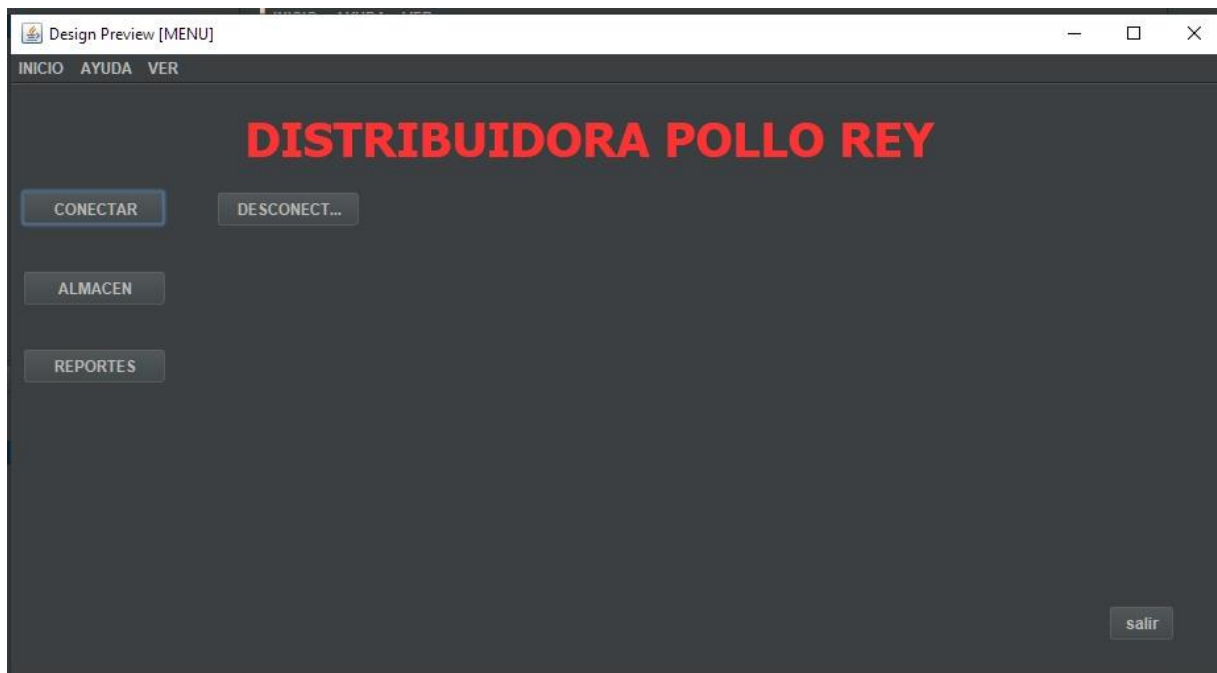 Design Preview [MENU]
INICIO AYUDA VER
DISTRIBUIDORA POLLO REY
CONECTAR DESCONECT...
ALMACEN
REPORTES
salir